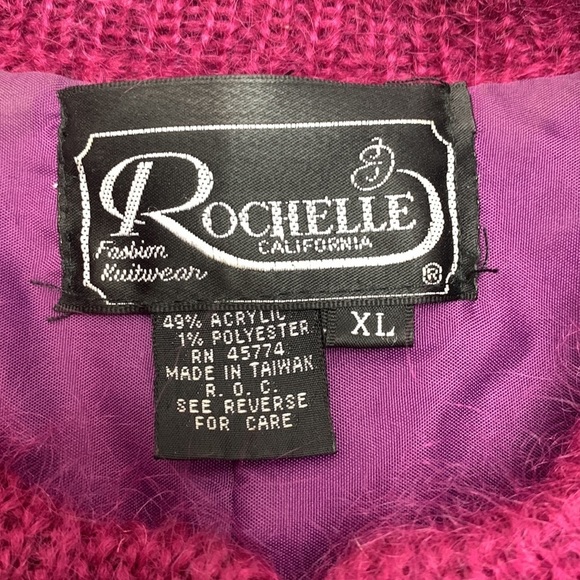 ROCHELLE
CALIFORNIA
Fashion
Knitwear
®
XL
49% ACRYLIC
1% POLYESTER
RN 45774
MADE IN TAIWAN
R. O. C.
SEE REVERSE
FOR CARE